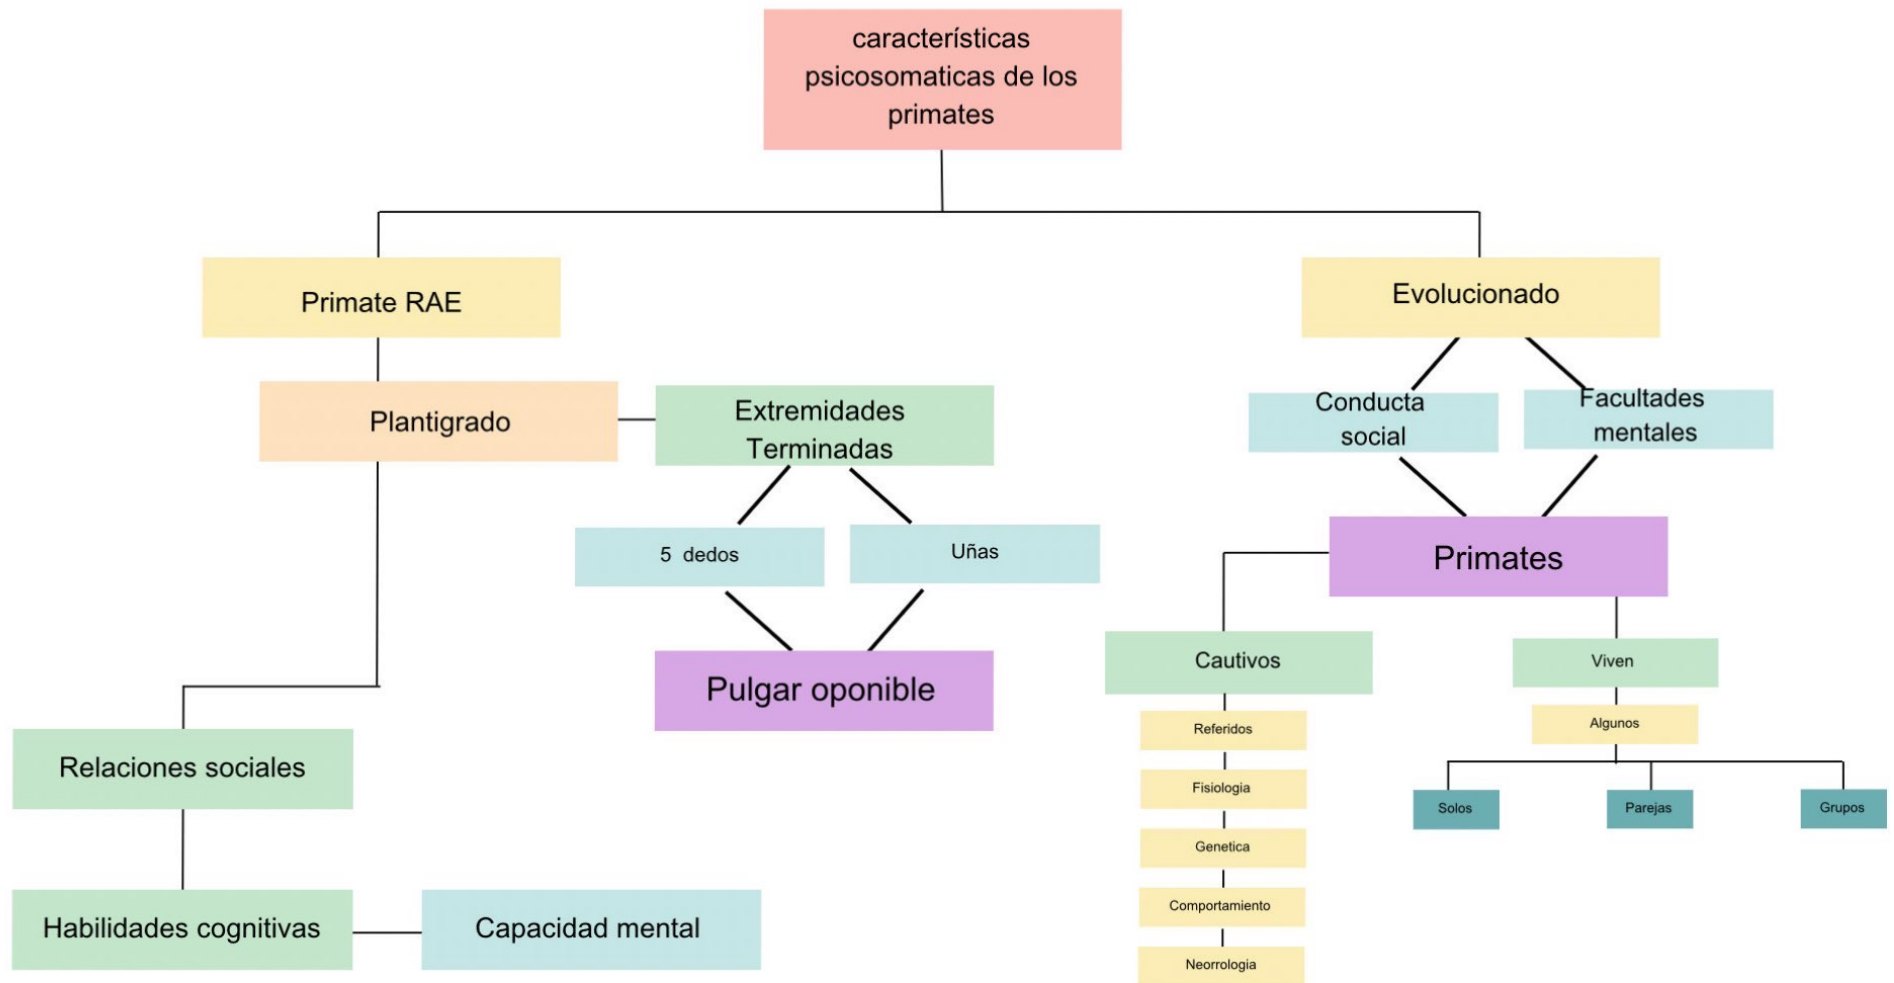 características
psicosomaticas de los
primates
Primate RAE
Evolucionado
Plantigrado
Extremidades
Terminadas
Conducta
social
Facultades
mentales
5 dedos
Uñas
Primates
Pulgar oponible
Cautivos
Viven
Referidos
Algunos
Relaciones sociales
Fisiologia
Solos
Parejas
Grupos
Genetica
Comportamiento
Habilidades cognitivas
Capacidad mental
Neorrologia